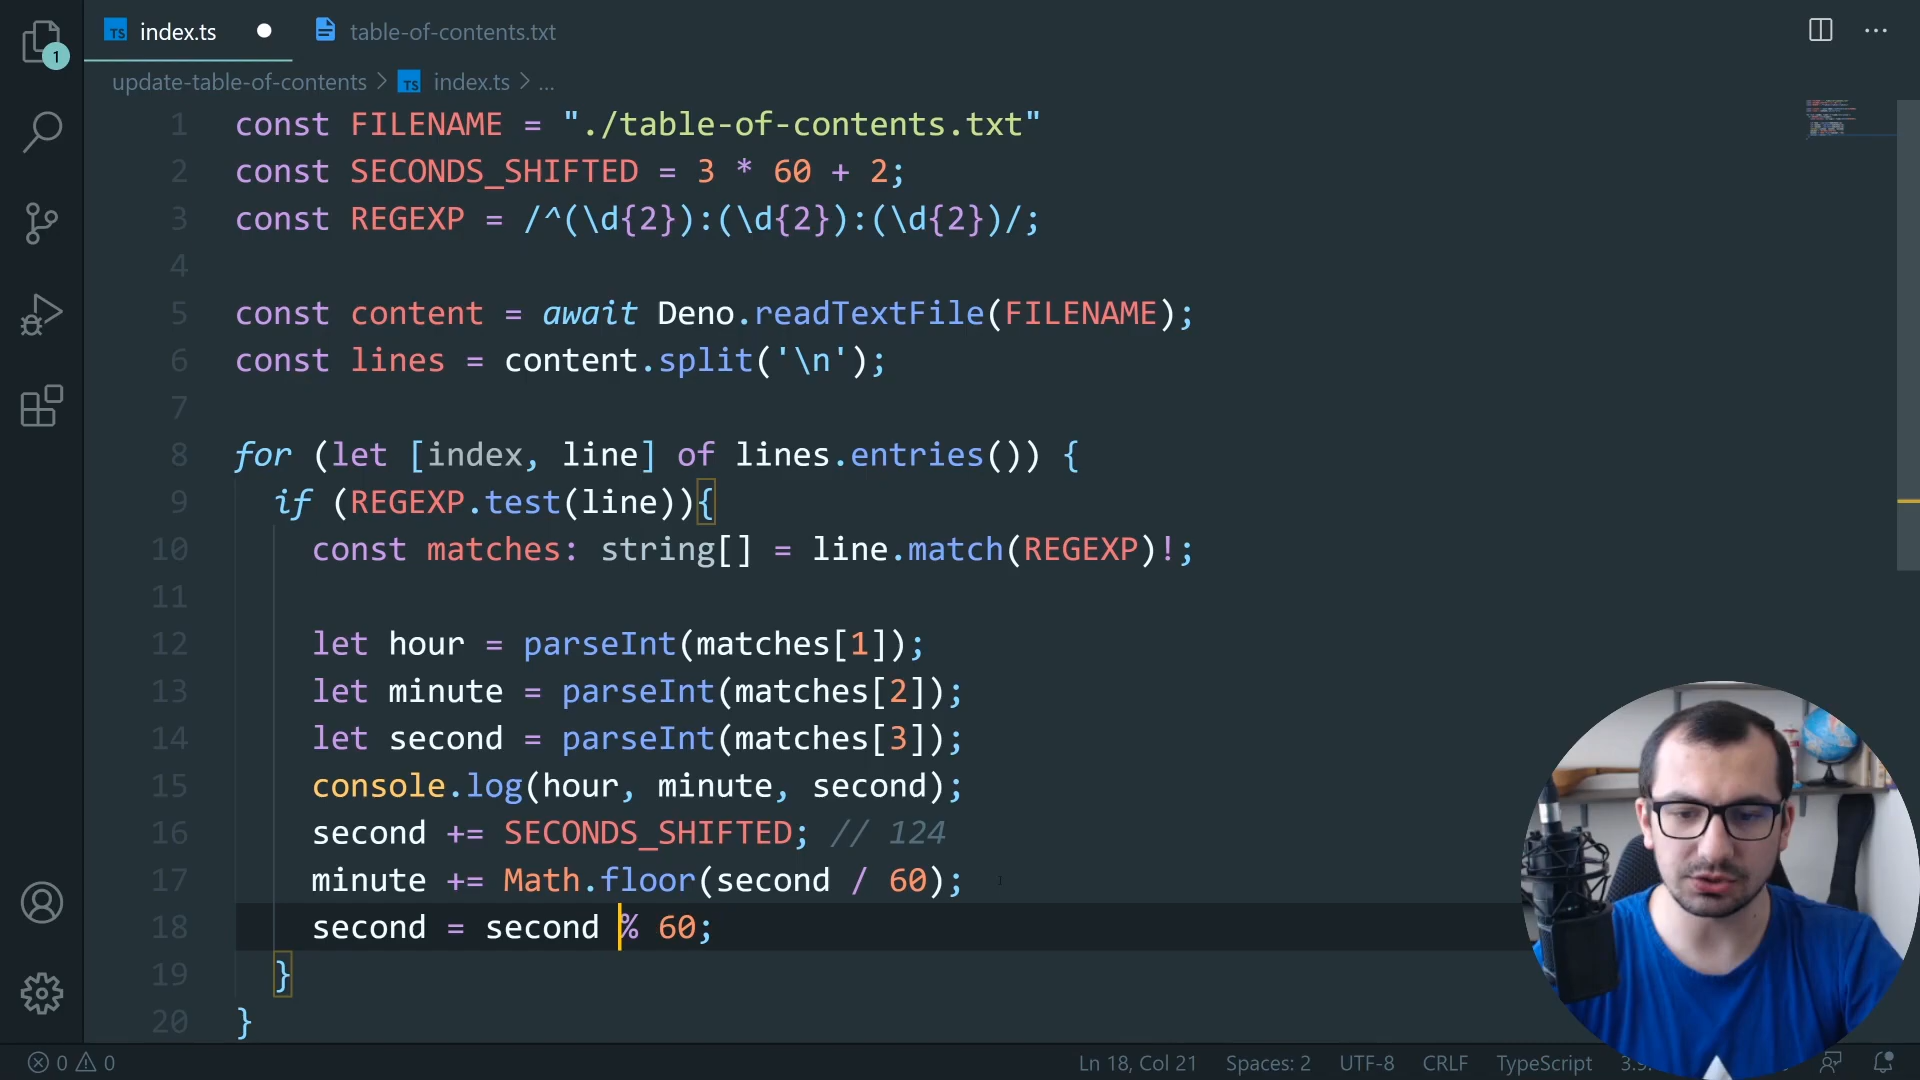 TS index.ts
table-of-contents.txt
1
update-table-of-contents > TS index.ts > ...
1 const FILENAME = "./table-of-contents.txt"
2 const SECONDS_SHIFTED = 3 * 60 + 2;
3 const REGEXP = /^(\d{2}):(\d{2}):(\d{2})/;
4
5 const content = await Deno.readTextFile(FILENAME);
6 const lines = content.split('\n');
7
8 for (let [index, line] of lines.entries()) {
9 if (REGEXP.test(line)){
10 const matches: string[] = line.match(REGEXP)!;
11
12 let hour = parseInt(matches[1]);
13 let minute = parseInt(matches[2]);
14 let second = parseInt(matches[3]);
15 console.log(hour, minute, second);
16 second += SECONDS_SHIFTED; // 124
17 minute += Math.floor(second / 60);
18 second = second % 60;
19 }
20 }
0 0 Ln 18, Col 21 Spaces: 2 UTF-8 CRLF TypeScript